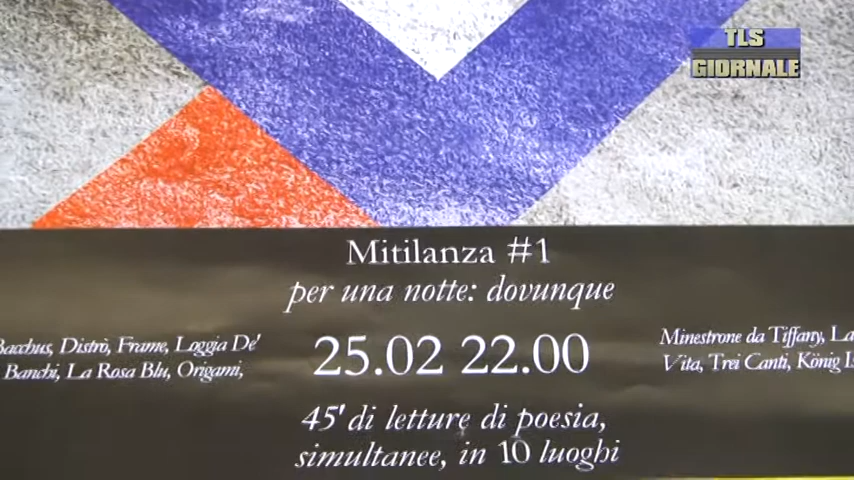 TLS
GIORNALE
Mitilanza #1
per una notte: dovunque
Bacchus, Distrò, Frame, Loggia De'
Banchi, La Rosa Blu, Origami,
25.02 22.00
Minestrone da Tiffany, La
Vita, Trei Canti, König
45' di letture di poesia,
simultanee, in 10 luoghi